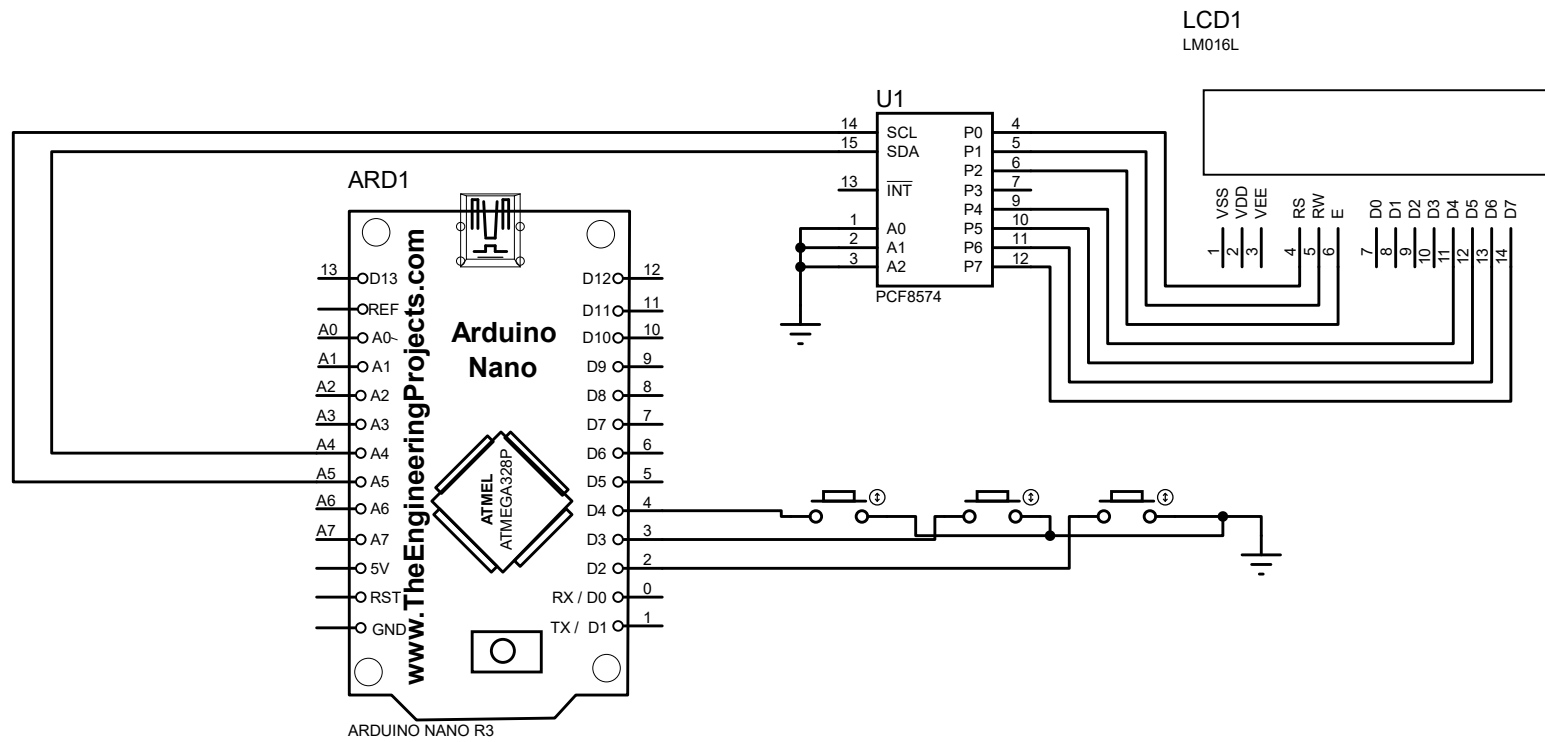 LCD1
LM016L
U1
14 SCL P0 4
15 SDA P1 5
P2 6
13 INT P3 7
P4 9
1 A0 P5 10
2 A1 P6 11
3 A2 P7 12
PCF8574
VSS VDD VEE RS RW E D0 D1 D2 D3 D4 D5 D6 D7
1 2 3 4 5 6 7 8 9 10 11 12 13 14
ARD1
13 D13 D12 12
REF D11 11
A0 A0~ D10 10
A1 A1 D9 9
A2 A2 D8 8
A3 A3 D7 7
A4 A4 D6 6
A5 A5 D5 5
A6 A6 D4 4
A7 A7 D3 3
5V D2 2
RST RX / D0 0
GND TX / D1 1
www.TheEngineeringProjects.com
Arduino
Nano
ATMEL
ATMEGA328P
ARDUINO NANO R3